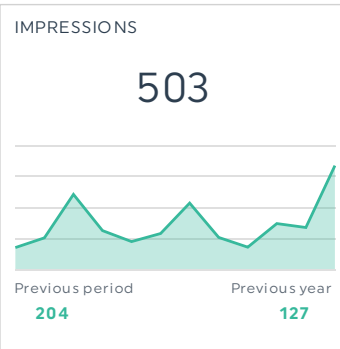 IMPRESSIONS
503
Previous period Previous year
204 127